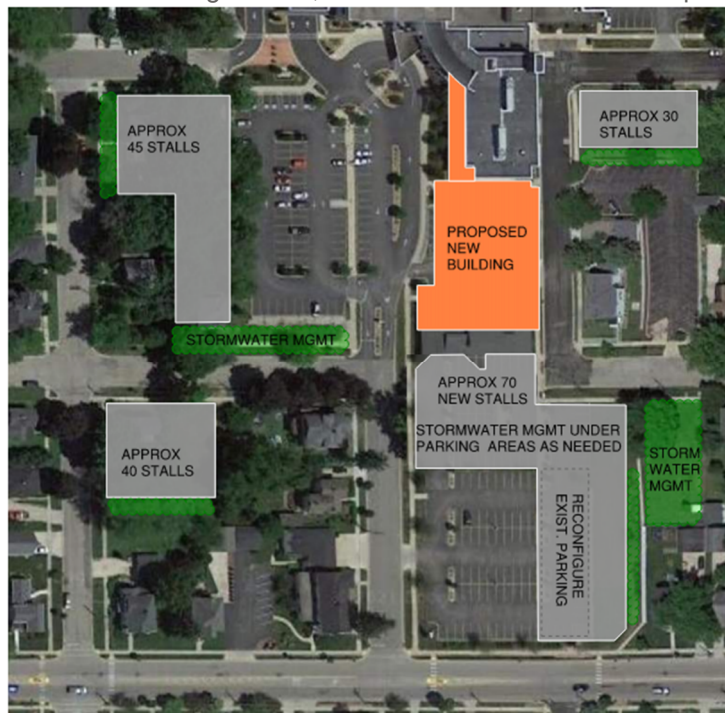 APPROX
45 STALLS
APPROX 30
STALLS
PROPOSED
NEW
BUILDING
STORMWATER MGMT
APPROX 70
NEW STALLS
STORMWATER MGMT UNDER
PARKING AREAS AS NEEDED
APPROX
40 STALLS
STORM
WATER
MGMT
RECONFIGURE
EXIST. PARKING